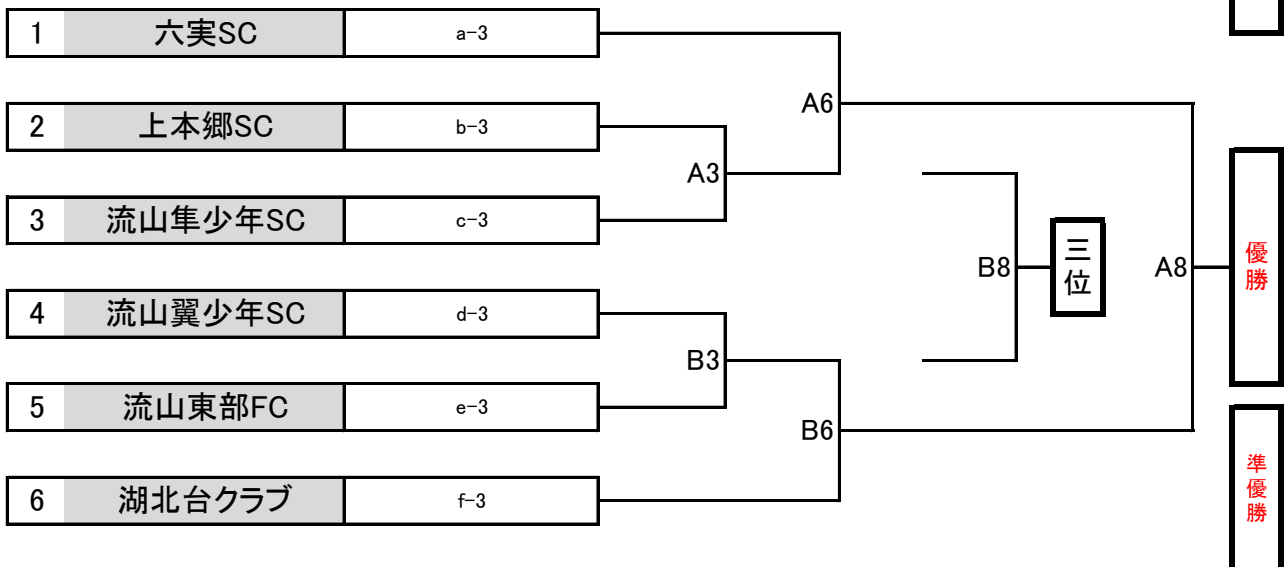 1 六実SC a-3
A6
2 上本郷SC b-3
A3
3 流山隼少年SC c-3
B8 三位 A8 優勝
4 流山翼少年SC d-3
B3
5 流山東部FC e-3
B6
準優勝
6 湖北台クラブ f-3